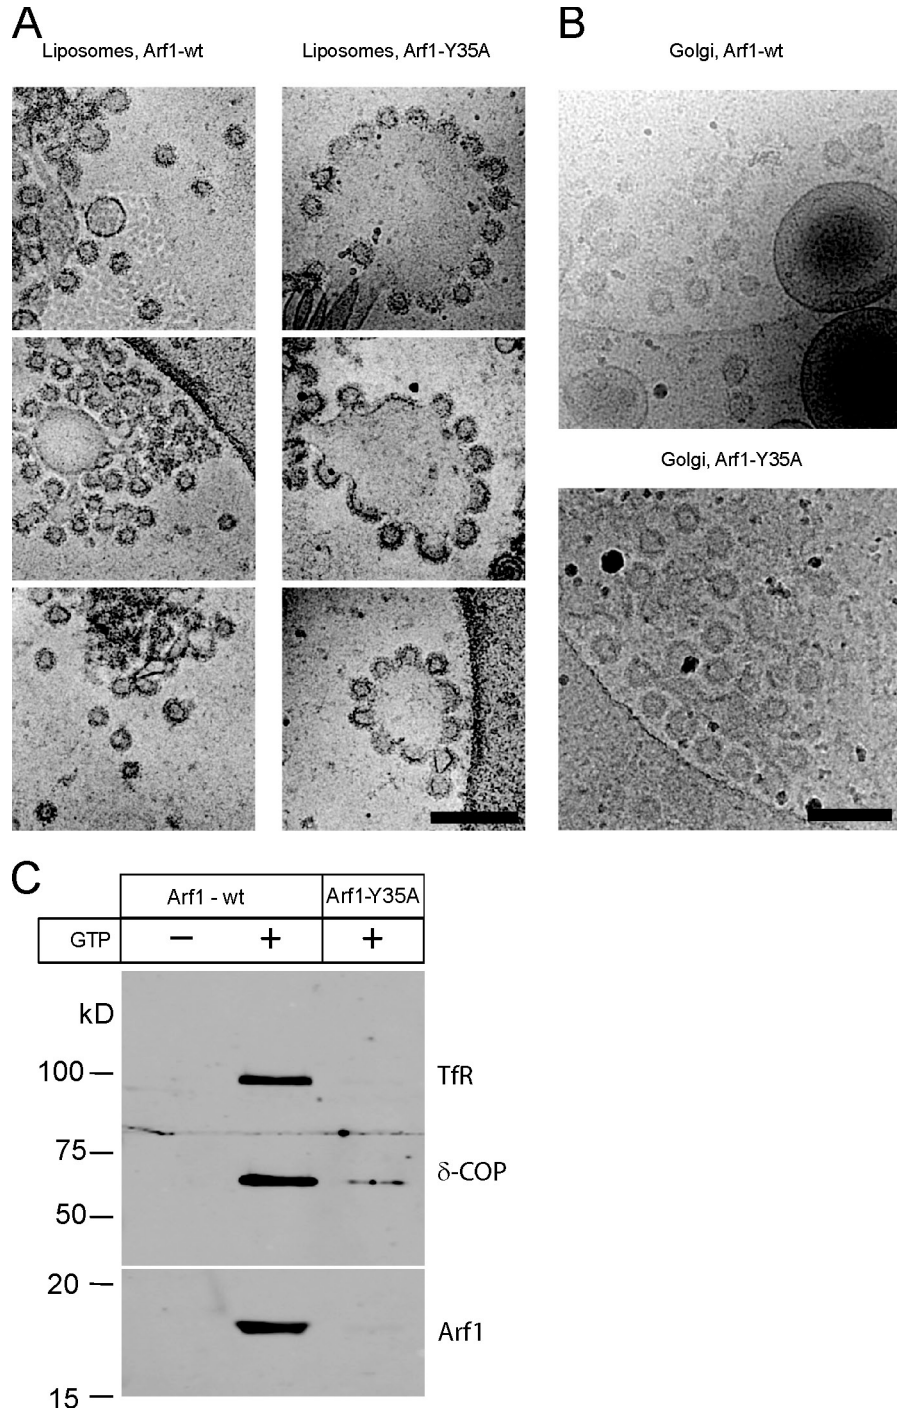 A
B
Liposomes, Arf1-wt
Liposomes, Arf1-Y35A
Golgi, Arf1-wt
Golgi, Arf1-Y35A
C
Arf1 - wt
Arf1-Y35A
GTP
−
+
+
kD
100
TfR
75
δ-COP
50
20
Arf1
15